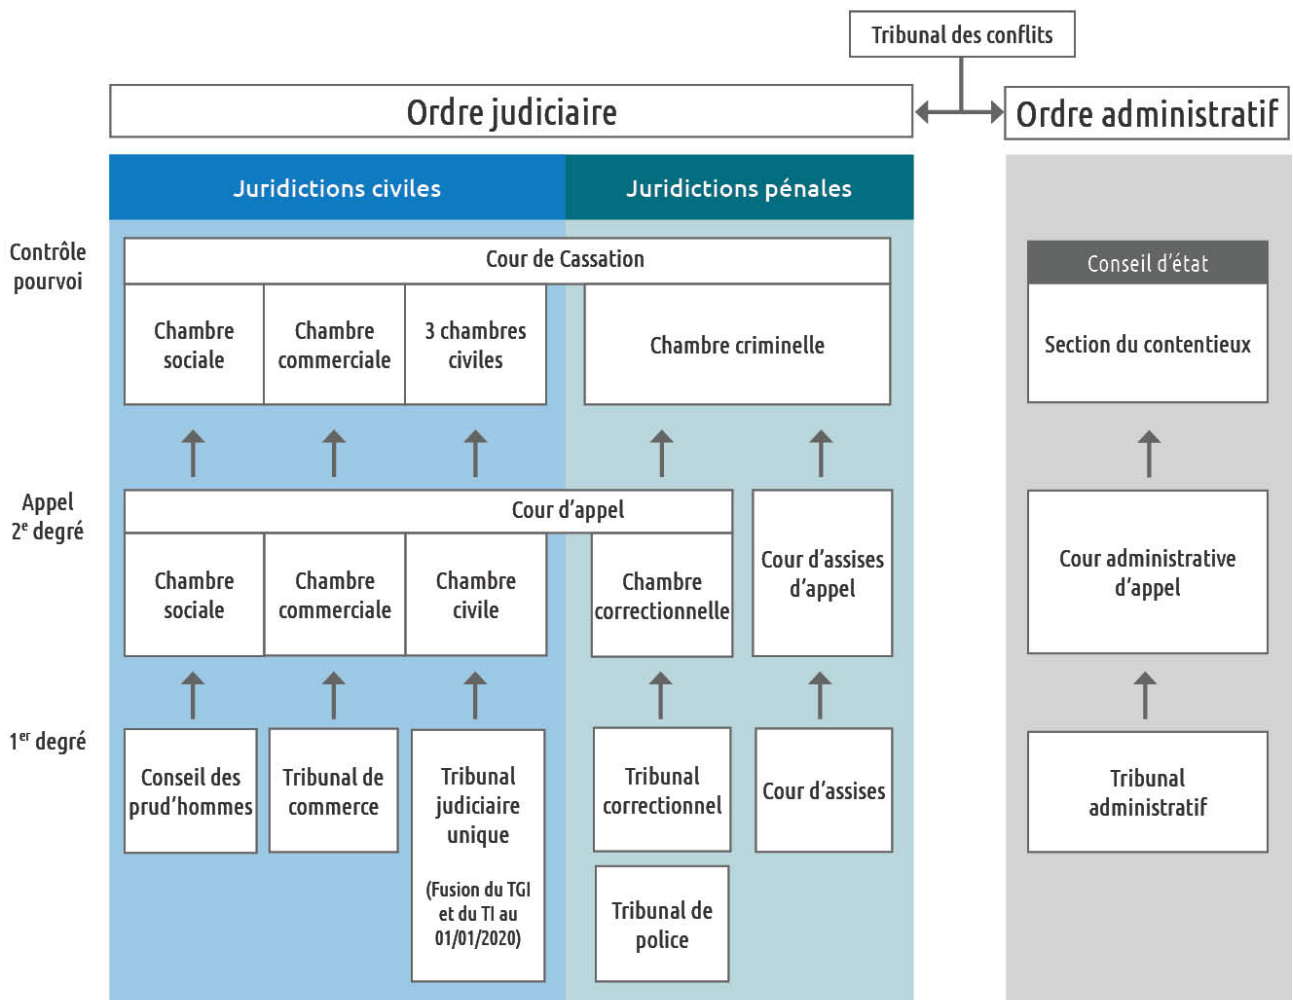 Tribunal des conflits
Ordre judiciaire
Ordre administratif
Juridictions civiles
Juridictions pénales
Contrôle
pourvoi
Cour de Cassation
Chambre
sociale
Chambre
commerciale
3 chambres
civiles
Chambre criminelle
Conseil d'état
Section du contentieux
Appel
2e degré
Cour d'appel
Chambre
sociale
Chambre
commerciale
Chambre
civile
Chambre
correctionnelle
Cour d'assises
d'appel
Cour administrative
d'appel
1er degré
Conseil des
prud'hommes
Tribunal de
commerce
Tribunal
judiciaire
unique
(Fusion du TGI
et du TI au
01/01/2020)
Tribunal
correctionnel
Cour d'assises
Tribunal de
police
Tribunal
administratif